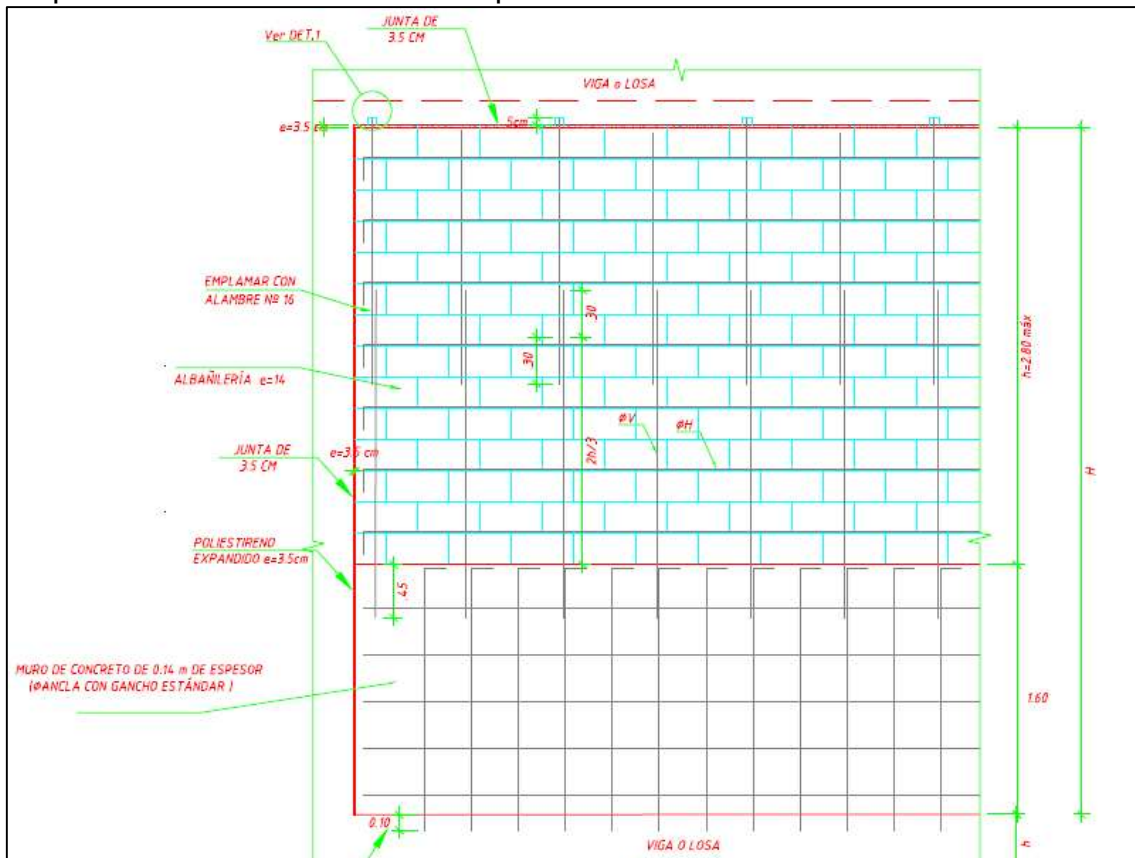 JUNTA DE
3.5 CM
Ver DET.1
VIGA o LOSA
5cm
e=3.5 cm
EMPLAMAR CON
ALAMBRE Nº 16
.30
.30
h=2.80 máx
ALBAÑILERÍA e=14
ØV
ØH
2h/3
JUNTA DE
3.5 CM
e=3.5 cm
H
POLIESTIRENO
EXPANDIDO e=3.5cm
.45
MURO DE CONCRETO DE 0.14 m DE ESPESOR
(ØANCLA CON GANCHO ESTÁNDAR )
1.60
0.10
VIGA O LOSA
h